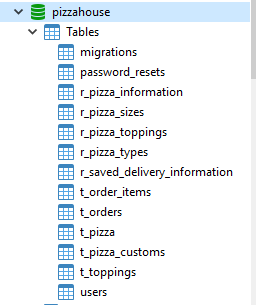 pizzahouse
Tables
migrations
password_resets
r_pizza_information
r_pizza_sizes
r_pizza_toppings
r_pizza_types
r_saved_delivery_information
t_order_items
t_orders
t_pizza
t_pizza_customs
t_toppings
users